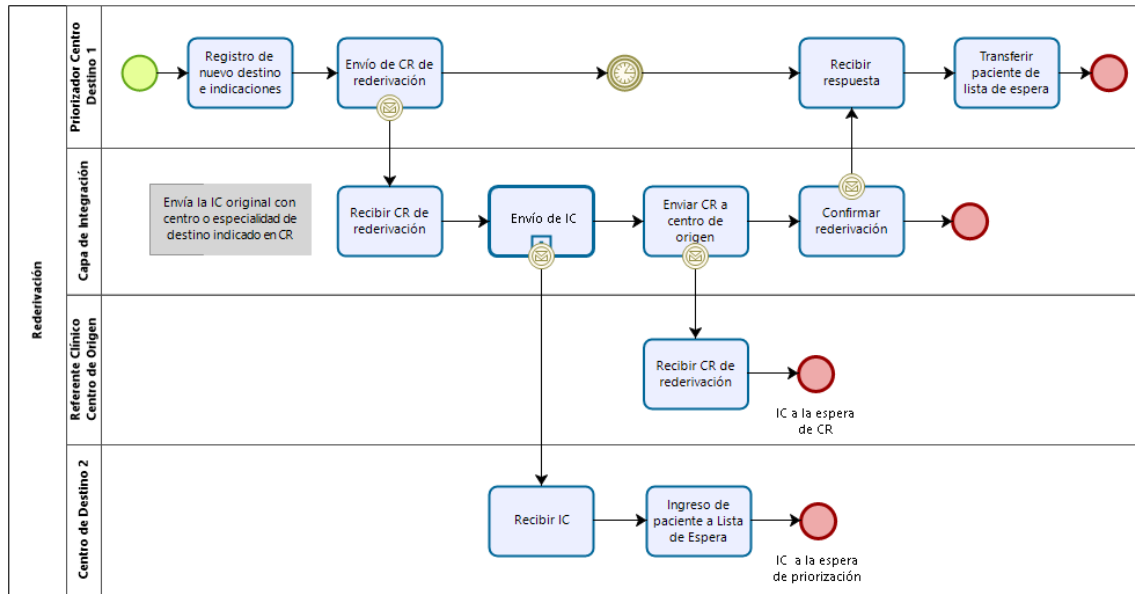 Rederivación
Priorizador Centro
Destino 1
Registro de
nuevo destino
e indicaciones
Envío de CR de
rederivación
Recibir
respuesta
Transferir
paciente de
lista de espera
Capa de Integración
Envía la IC original con
centro o especialidad de
destino indicado en CR
Recibir CR de
rederivación
Envío de IC
Enviar CR a
centro de
origen
Confirmar
rederivación
Referente Clínico
Centro de Origen
Recibir CR de
rederivación
IC a la espera
de CR
Centro de Destino 2
Recibir IC
Ingreso de
paciente a Lista
de Espera
IC a la espera
de priorización